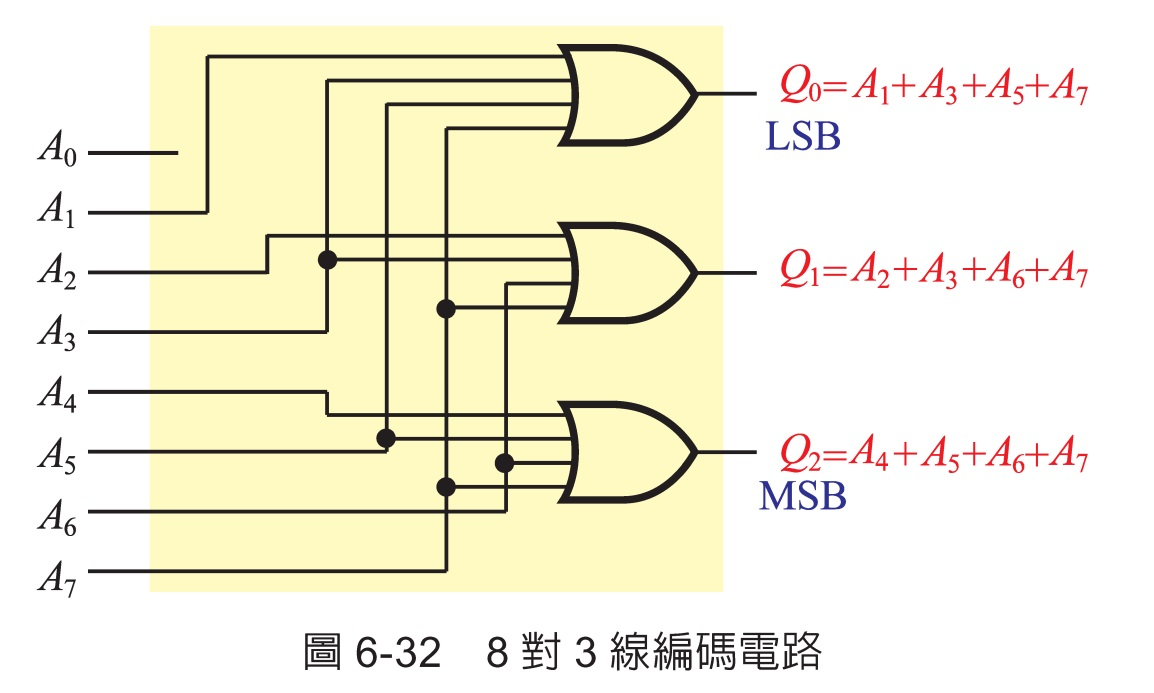 A₀
A₁
A₂
A₃
A₄
A₅
A₆
A₇
Q₀=A₁+A₃+A₅+A₇
LSB
Q₁=A₂+A₃+A₆+A₇
Q₂=A₄+A₅+A₆+A₇
MSB
圖 6-32 8 對 3 線編碼電路